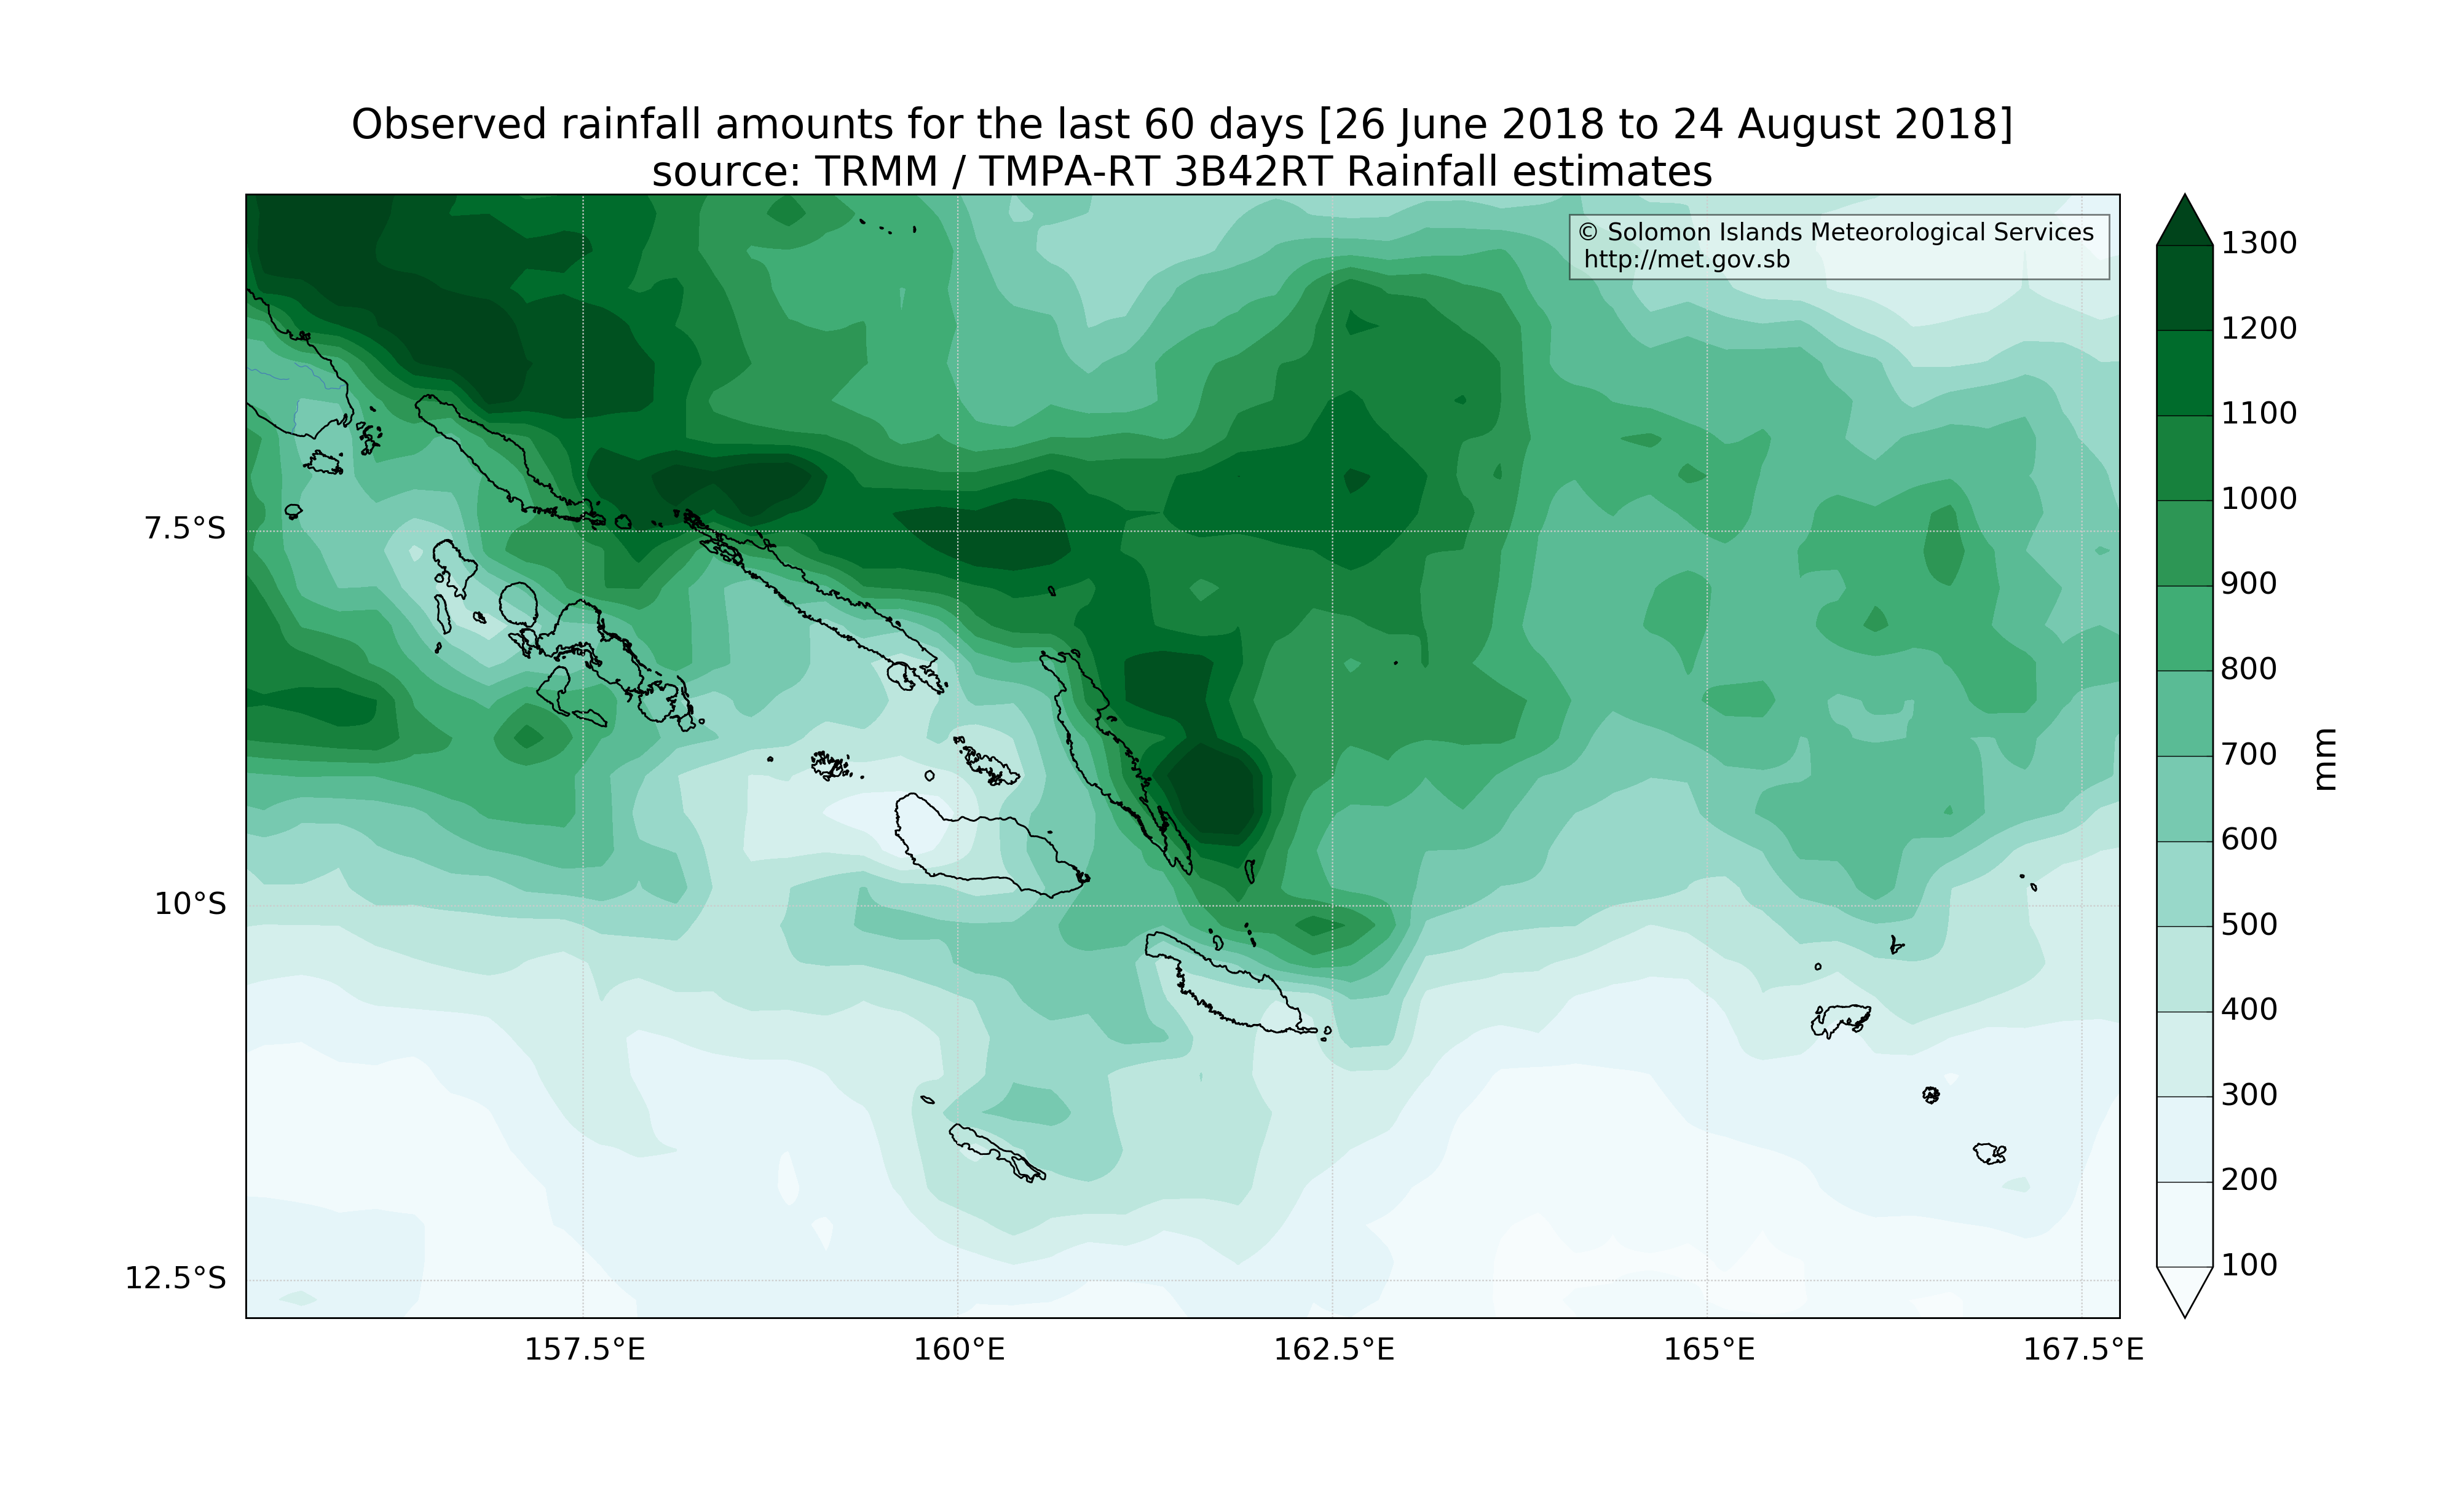 Observed rainfall amounts for the last 60 days [26 June 2018 to 24 August 2018]
source: TRMM / TMPA-RT 3B42RT Rainfall estimates
© Solomon Islands Meteorological Services
http://met.gov.sb
7.5°S
10°S
12.5°S
157.5°E
160°E
162.5°E
165°E
167.5°E
1300
1200
1100
1000
900
800
700
600
500
400
300
200
100
mm